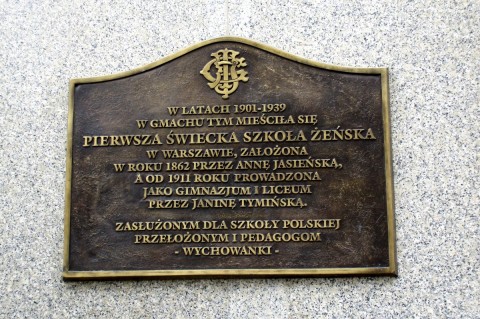 W LATACH 1901-1939
W GMACHU TYM MIEŚCIŁA SIĘ
PIERWSZA ŚWIECKA SZKOŁA ŻEŃSKA
W WARSZAWIE, ZAŁOŻONA
W ROKU 1862 PRZEZ ANNĘ JASIEŃSKĄ,
A OD 1911 ROKU PROWADZONA
JAKO GIMNAZJUM I LICEUM
PRZEZ JANINĘ TYMIŃSKĄ.
ZASŁUŻONYM DLA SZKOŁY POLSKIEJ
PRZEŁOŻONYM I PEDAGOGOM
- WYCHOWANKI -